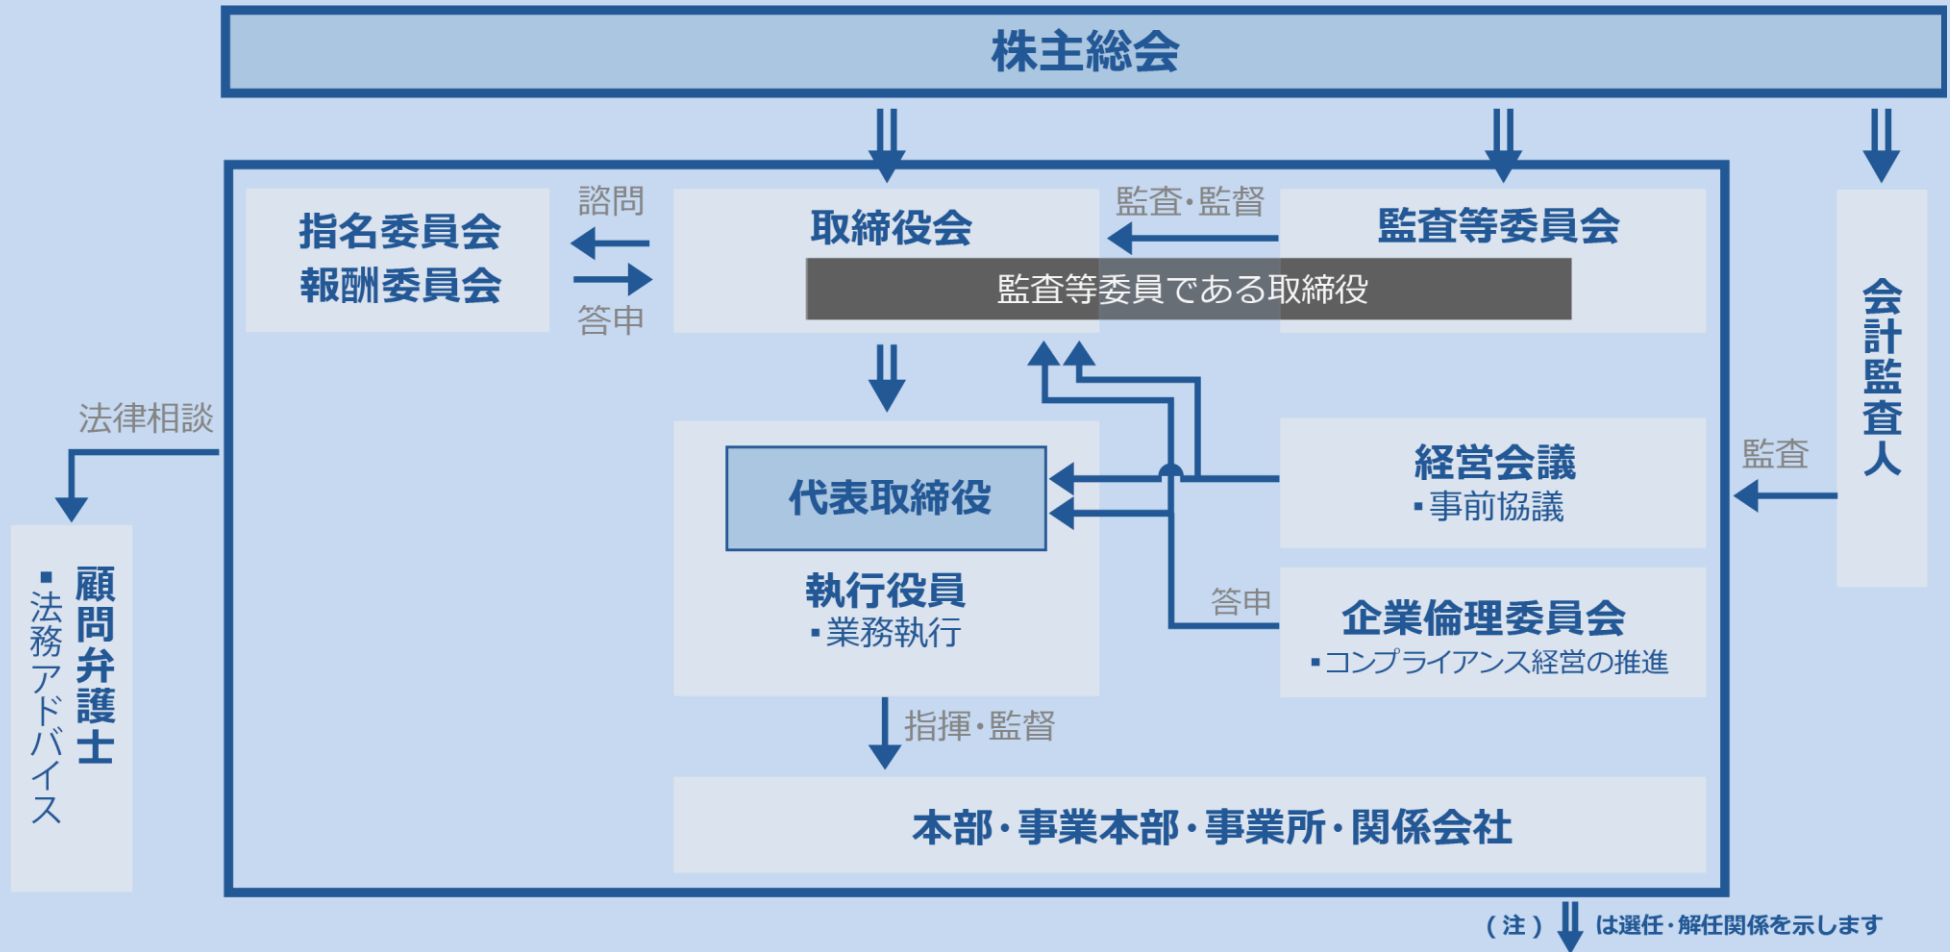 株主総会
指名委員会
報酬委員会
諮問
答申
取締役会
監査・監督
監査等委員会
監査等委員である取締役
会計監査人
監査
法律相談
顧問弁護士
▪法務アドバイス
代表取締役
執行役員
▪業務執行
経営会議
▪事前協議
答申
企業倫理委員会
▪コンプライアンス経営の推進
指揮・監督
本部・事業本部・事業所・関係会社
(注) は選任・解任関係を示します